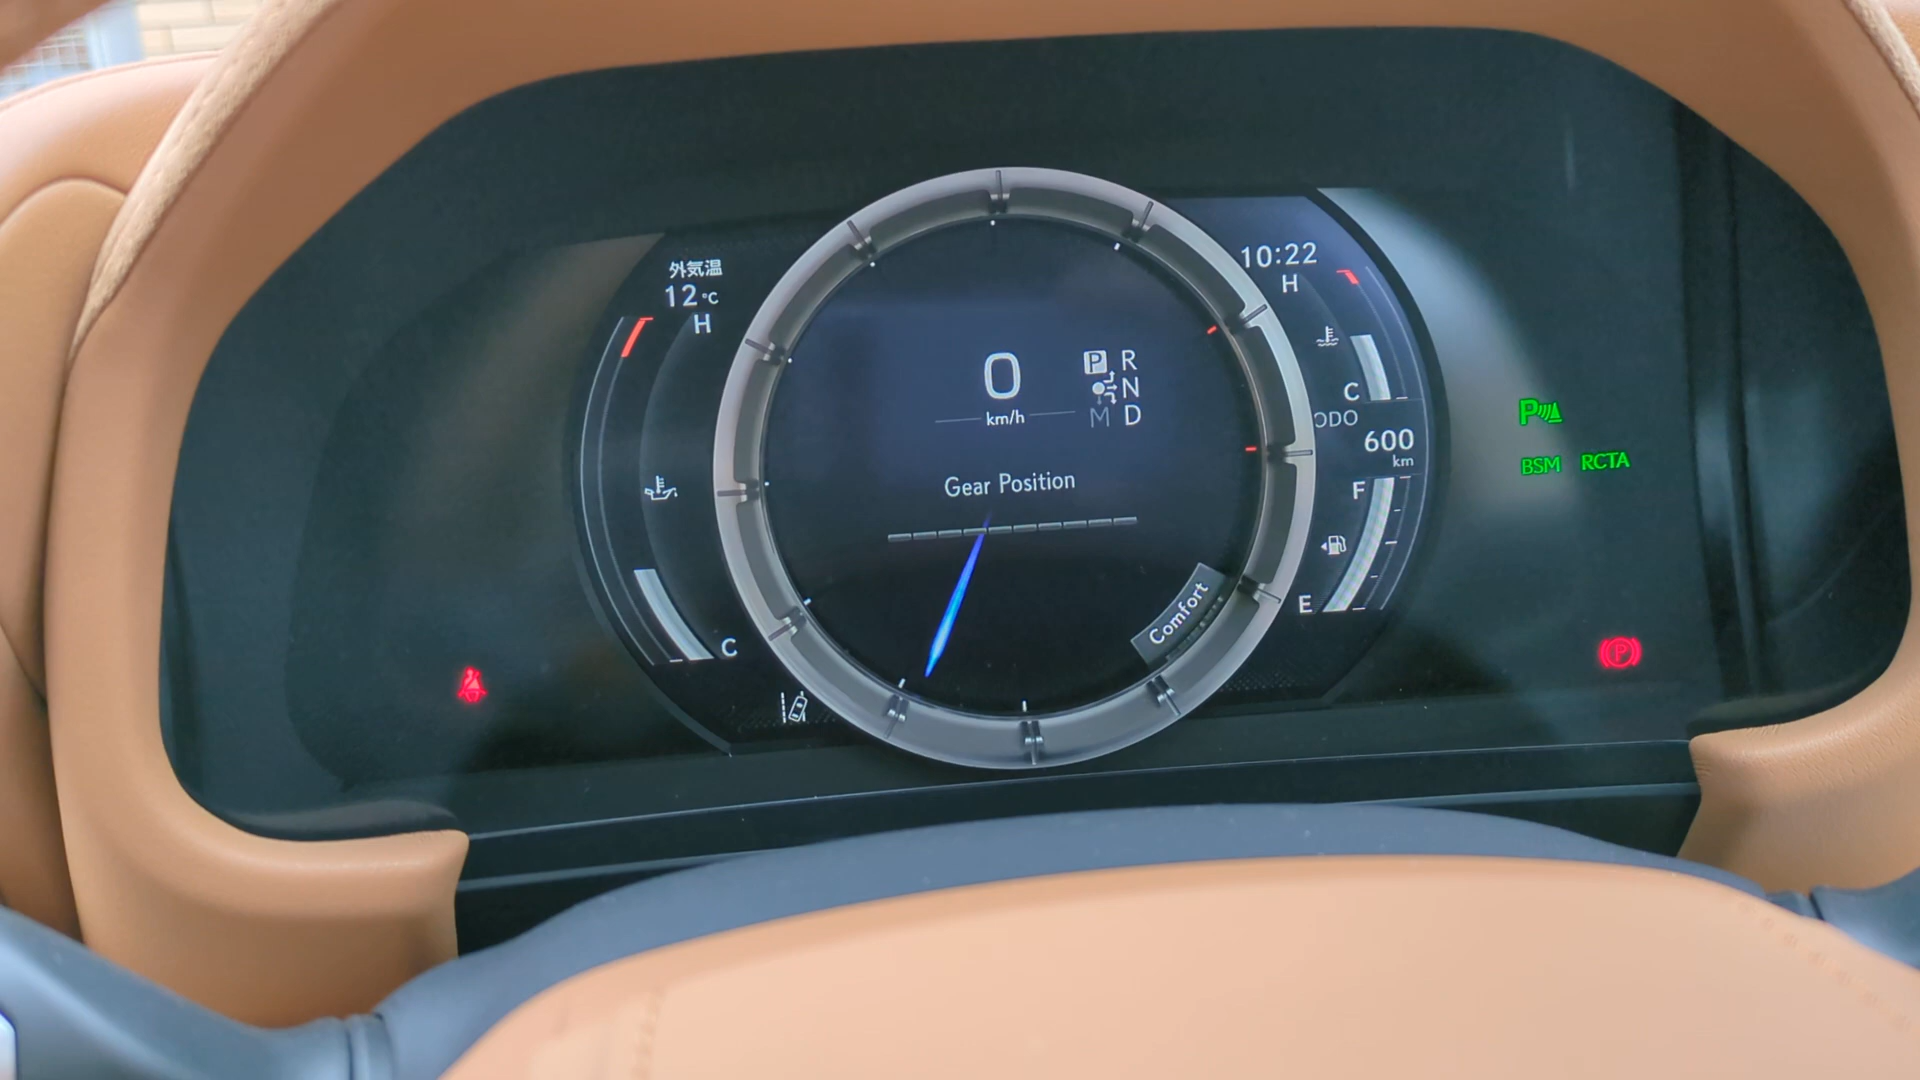 外気温
12°C
H
C
0
km/h
P R
N
M D
Gear Position
Comfort
10:22
H
C
ODO
600
km
F
E
P
BSM RCTA
P